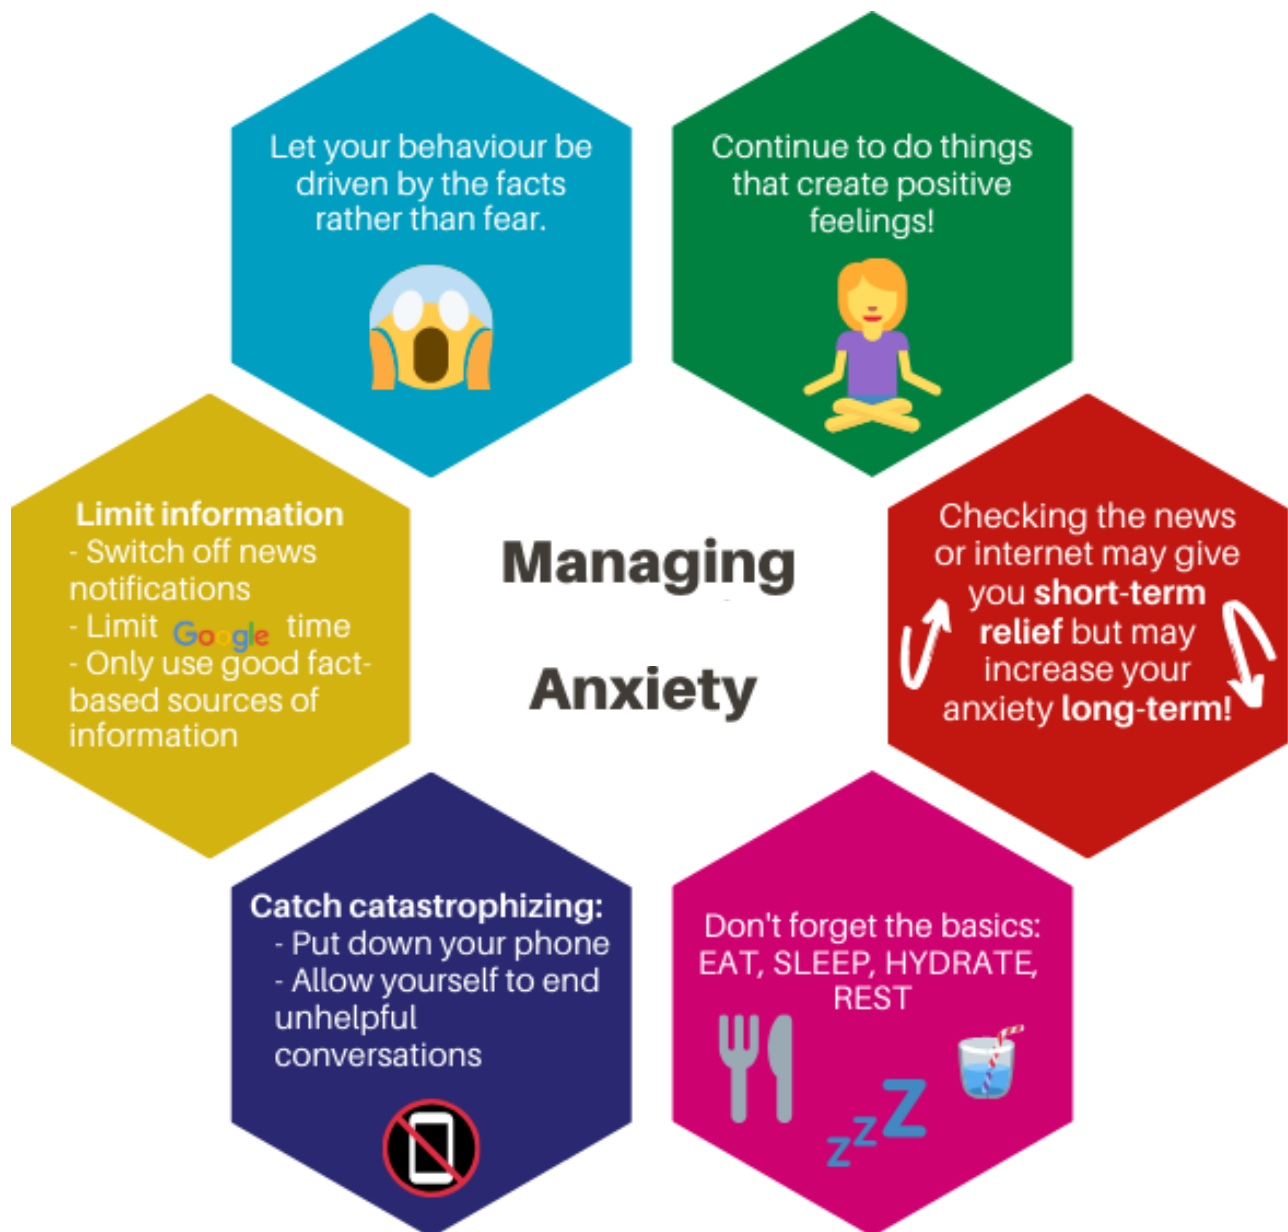 Let your behaviour be
driven by the facts
rather than fear.
Continue to do things
that create positive
feelings!
Limit information
- Switch off news
notifications
- Limit Google time
- Only use good fact-
based sources of
information
Managing
Anxiety
Checking the news
or internet may give
you short-term
relief but may
increase your
anxiety long-term!
Catch catastrophizing:
- Put down your phone
- Allow yourself to end
unhelpful
conversations
Don't forget the basics:
EAT, SLEEP, HYDRATE,
REST
zzZ